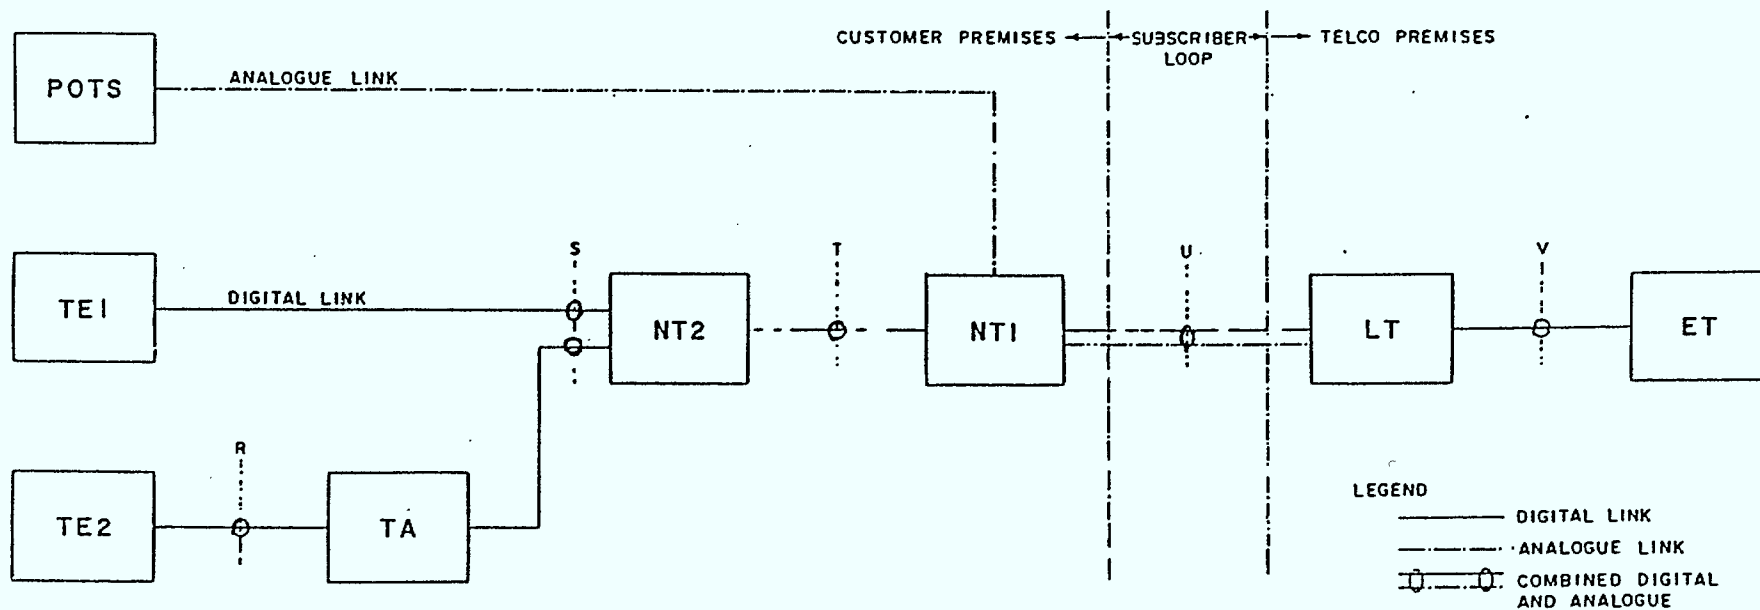 CUSTOMER PREMISES
SUBSCRIBER
LOOP
TELCO PREMISES
POTS
ANALOGUE LINK
TE1
DIGITAL LINK
S
NT2
T
NT1
U
LT
V
ET
TE2
R
TA
LEGEND
DIGITAL LINK
ANALOGUE LINK
COMBINED DIGITAL
AND ANALOGUE